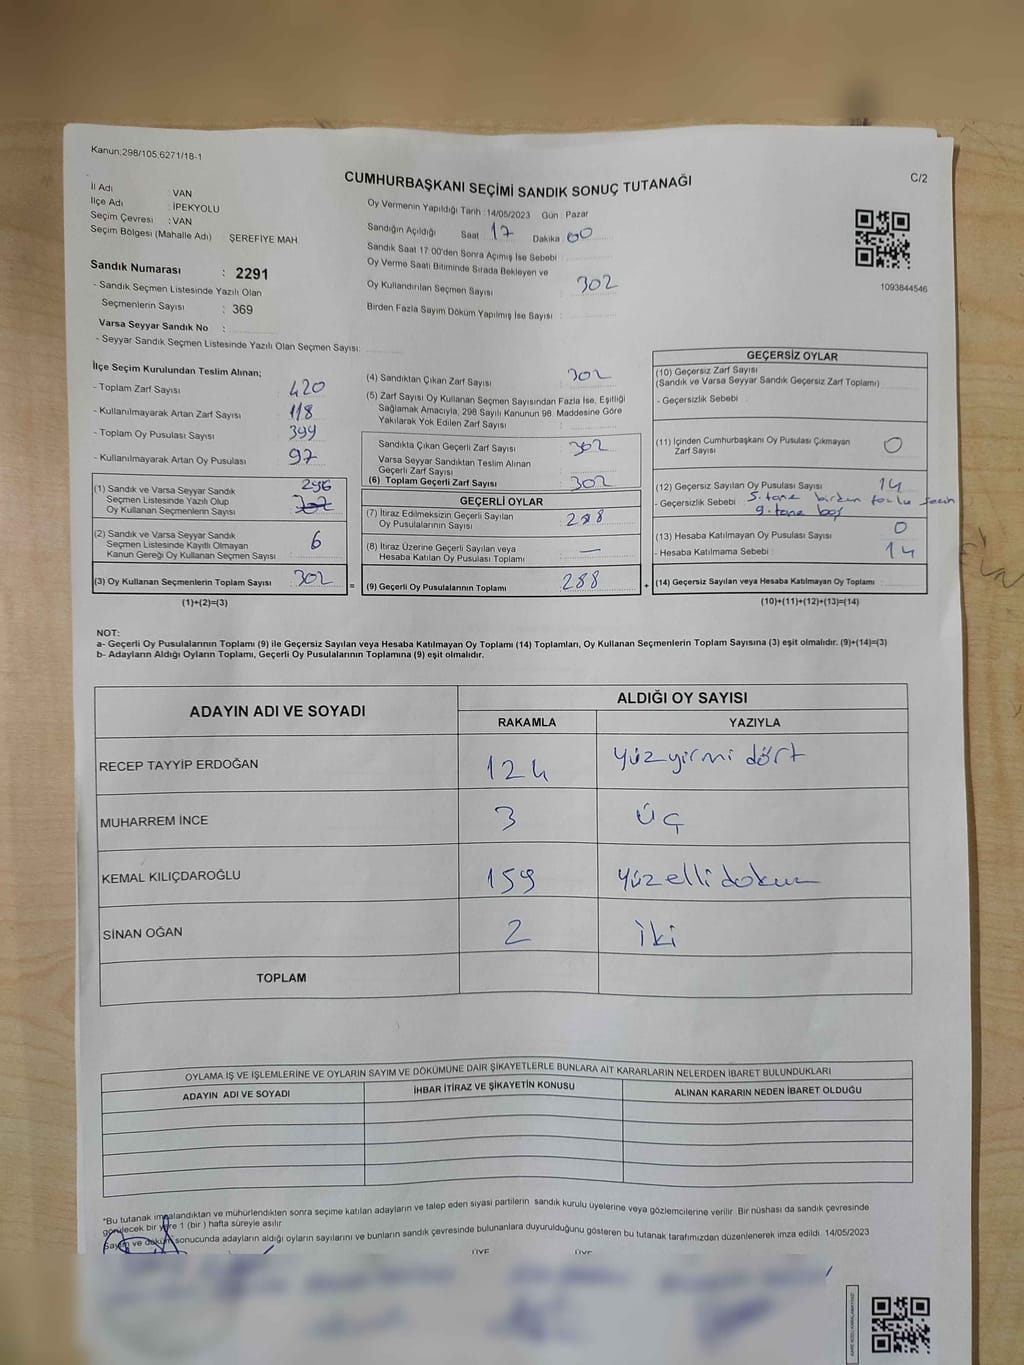 Kanun:298/105,6271/18-1
CUMHURBAŞKANI SEÇİMİ SANDIK SONUÇ TUTANAĞI
C/2
İl Adı : VAN
İlçe Adı : İPEKYOLU
Seçim Çevresi : VAN
Seçim Bölgesi (Mahalle Adı) ŞEREFİYE MAH
Sandık Numarası : 2291
- Sandık Seçmen Listesinde Yazılı Olan
Seçmenlerin Sayısı : 369
Varsa Seyyar Sandık No :
- Seyyar Sandık Seçmen Listesinde Yazılı Olan Seçmen Sayısı:
Oy Vermenin Yapıldığı Tarih :14/05/2023 Gün : Pazar
Sandığın Açıldığı Saat 17 Dakika 00
Sandık Saat 17 00'den Sonra Açımış İse Sebebi :
Oy Verme Saati Bitiminde Sırada Bekleyen ve
Oy Kullandırılan Seçmen Sayısı : 302
Birden Fazla Sayım Döküm Yapılmış İse Sayısı :
1093844546
İlçe Seçim Kurulundan Teslim Alınan;
- Toplam Zarf Sayısı : 420
- Kullanılmayarak Artan Zarf Sayısı : 118
- Toplam Oy Pusulası Sayısı : 399
- Kullanılmayarak Artan Oy Pusulası : 97
(1) Sandık ve Varsa Seyyar Sandık 296
Seçmen Listesinde Yazılı Olup
Oy Kullanan Seçmenlerin Sayısı : 302
(2) Sandık ve Varsa Seyyar Sandık
Seçmen Listesinde Kayıtlı Olmayan
Kanun Gereği Oy Kullanan Seçmen Sayısı : 6
(3) Oy Kullanan Seçmenlerin Toplam Sayısı : 302 =
(1)+(2)=(3)
(4) Sandıktan Çıkan Zarf Sayısı : 302
(5) Zarf Sayısı Oy Kullanan Seçmen Sayısından Fazla İse, Eşitliği
Sağlamak Amacıyla, 298 Sayılı Kanunun 98. Maddesine Göre
Yakılarak Yok Edilen Zarf Sayısı :
Sandıkta Çıkan Geçerli Zarf Sayısı : 302
Varsa Seyyar Sandıktan Teslim Alınan
Geçerli Zarf Sayısı :
(6) Toplam Geçerli Zarf Sayısı : 302
GEÇERLİ OYLAR
(7) İtiraz Edilmeksizin Geçerli Sayılan
Oy Pusulalarının Sayısı : 288
(8) İtiraz Üzerine Geçerli Sayılan veya
Hesaba Katılan Oy Pusulası Toplamı : —
(9) Geçerli Oy Pusulalarının Toplamı : 288 +
GEÇERSİZ OYLAR
(10) Geçersiz Zarf Sayısı
(Sandık ve Varsa Seyyar Sandık Geçersiz Zarf Toplamı)
- Geçersizlik Sebebi :
(11) İçinden Cumhurbaşkanı Oy Pusulası Çıkmayan
Zarf Sayısı : 0
(12) Geçersiz Sayılan Oy Pusulası Sayısı : 14
- Geçersizlik Sebebi 5. tane birden fazla seçim
9. tane boş
(13) Hesaba Katılmayan Oy Pusulası Sayısı : 0
- Hesaba Katılmama Sebebi : 14
(14) Geçersiz Sayılan veya Hesaba Katılmayan Oy Toplamı :
(10)+(11)+(12)+(13)=(14)
NOT:
a- Geçerli Oy Pusulalarının Toplamı (9) ile Geçersiz Sayılan veya Hesaba Katılmayan Oy Toplamı (14) Toplamları, Oy Kullanan Seçmenlerin Toplam Sayısına (3) eşit olmalıdır. (9)+(14)=(3)
b- Adayların Aldığı Oyların Toplamı, Geçerli Oy Pusulalarının Toplamına (9) eşit olmalıdır.
ADAYIN ADI VE SOYADI
ALDIĞI OY SAYISI
RAKAMLA YAZIYLA
RECEP TAYYİP ERDOĞAN 124 yüzyirmi dört
MUHARREM İNCE 3 üç
KEMAL KILIÇDAROĞLU 159 yüzellidokuz
SİNAN OĞAN 2 iki
TOPLAM
OYLAMA İŞ VE İŞLEMLERİNE VE OYLARIN SAYIM VE DÖKÜMÜNE DAİR ŞİKAYETLERLE BUNLARA AİT KARARLARIN NELERDEN İBARET BULUNDUKLARI
ADAYIN ADI VE SOYADI İHBAR İTİRAZ VE ŞİKAYETİN KONUSU ALINAN KARARIN NEDEN İBARET OLDUĞU
*Bu tutanak imzalandıktan ve mühürlendikten sonra seçime katılan adayların ve talep eden siyasi partilerin sandık kurulu üyelerine veya gözlemcilerine verilir. Bir nüshası da sandık çevresinde
görülecek bir yere 1 (bir ) hafta süreyle asılır
Sayım ve döküm sonucunda adayların aldığı oyların sayılarını ve bunların sandık çevresinde bulunanlara duyurulduğunu gösteren bu tutanak tarafımızdan düzenlenerek imza edildi. 14/05/2023
ÜYE ÜYE